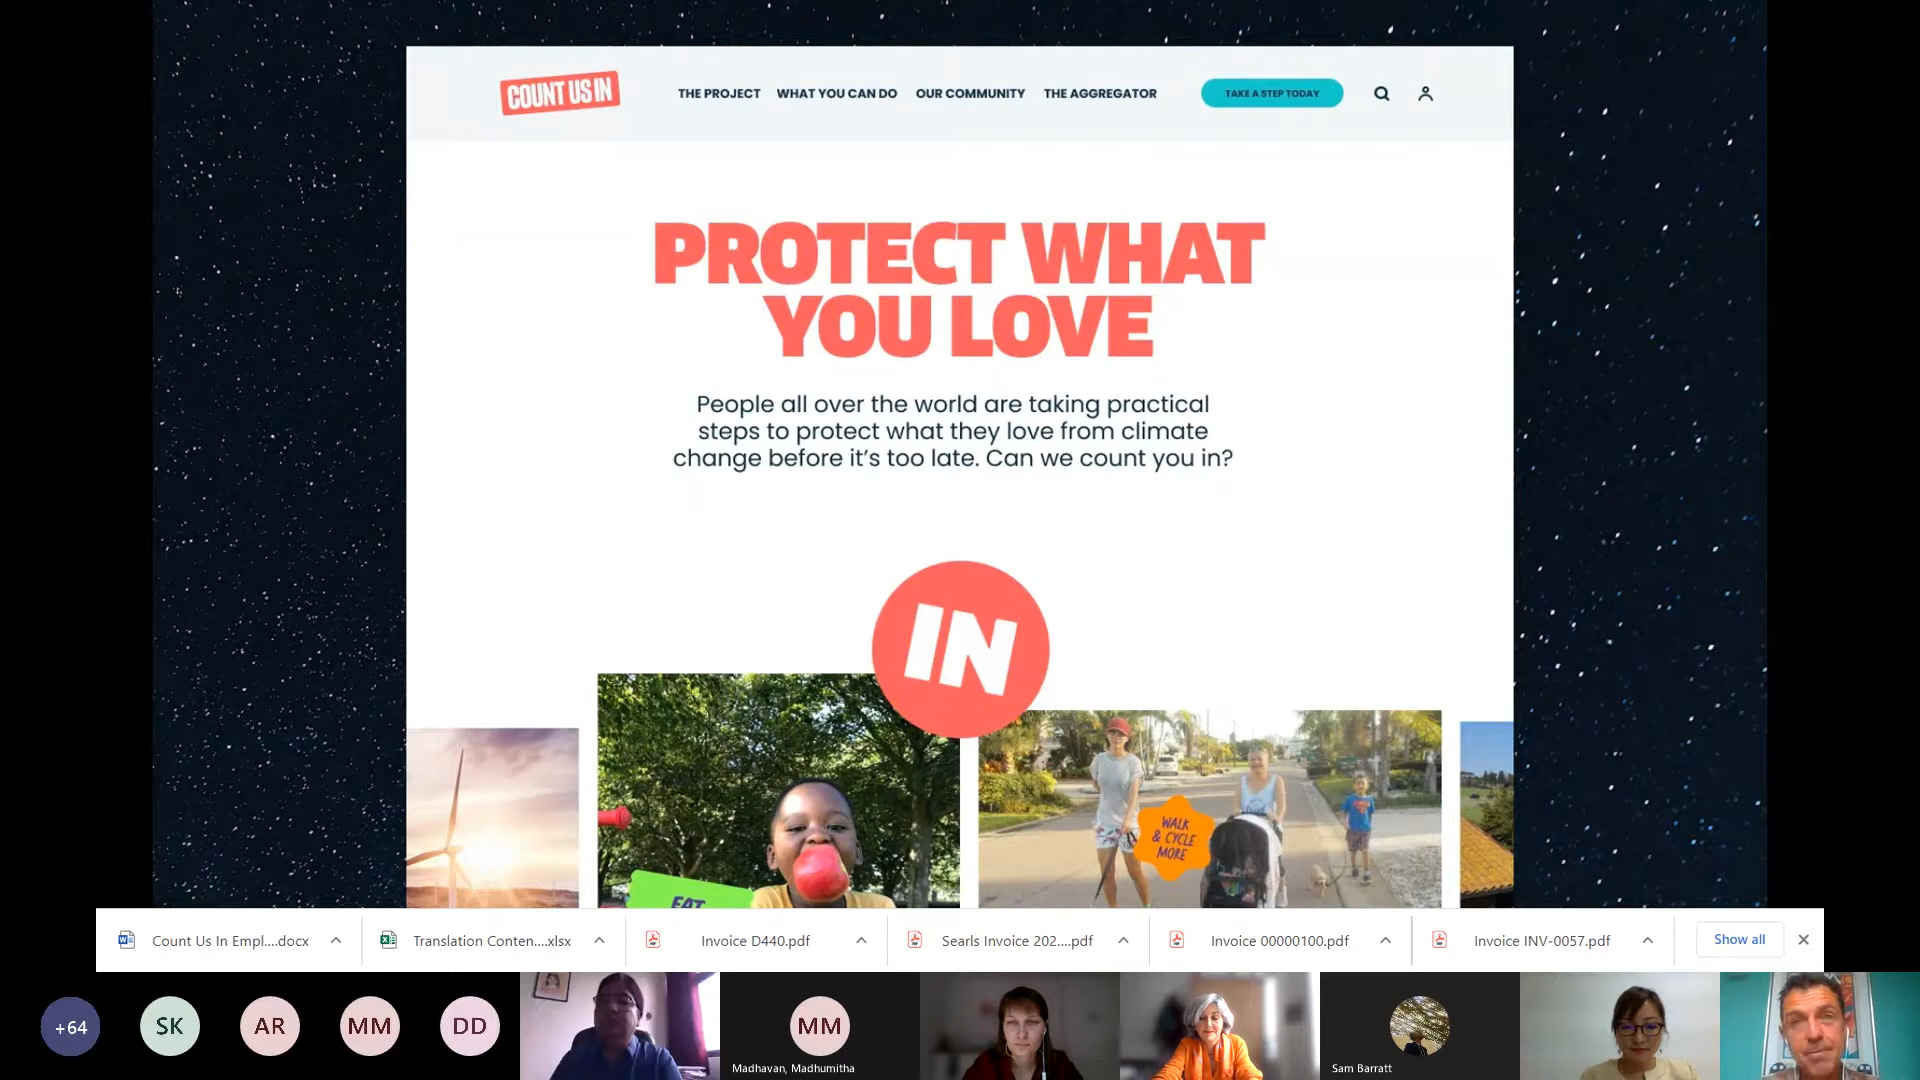 COUNT US IN
THE PROJECT
WHAT YOU CAN DO
OUR COMMUNITY
THE AGGREGATOR
TAKE A STEP TODAY
PROTECT WHAT
YOU LOVE
People all over the world are taking practical
steps to protect what they love from climate
change before it's too late. Can we count you in?
IN
EAT
WALK
& CYCLE
MORE
Count Us In Empl....docx
Translation Conten....xlsx
Invoice D440.pdf
Searls Invoice 202....pdf
Invoice 00000100.pdf
Invoice INV-0057.pdf
Show all
+64
SK
AR
MM
DD
MM
Madhavan, Madhumitha
Sam Barratt